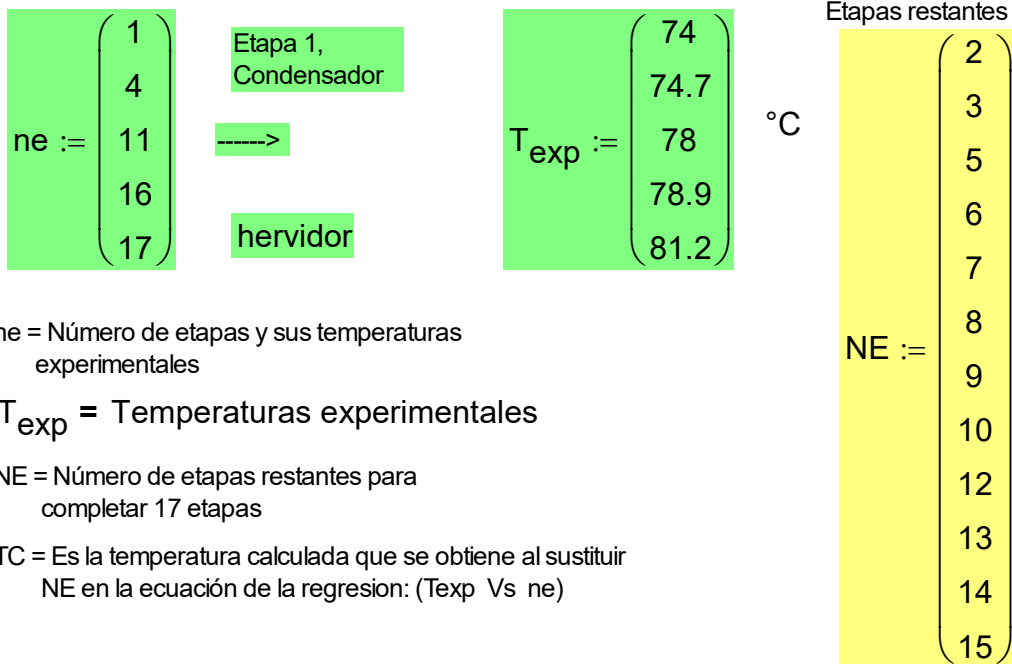 Etapas restantes
ne := ( 1 4 11 16 17 )
Etapa 1,
Condensador
------>
hervidor
Texp := ( 74 74.7 78 78.9 81.2 ) °C
NE := ( 2 3 5 6 7 8 9 10 12 13 14 15 )
ne = Número de etapas y sus temperaturas
experimentales
Texp = Temperaturas experimentales
NE = Número de etapas restantes para
completar 17 etapas
TC = Es la temperatura calculada que se obtiene al sustituir
NE en la ecuación de la regresion: (Texp Vs ne)